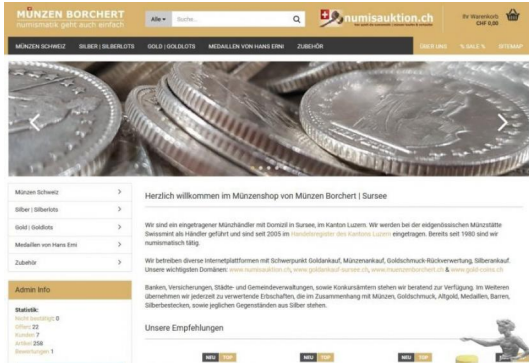 MÜNZEN BORCHERT
numismatik geht auch einfach
Alle
Suche...
numisauktion.ch
Ihr Warenkorb
CHF 0,00
MÜNZEN SCHWEIZ
SILBER | SILBERLOTS
GOLD | GOLDLOTS
MEDAILLEN VON HANS ERNI
ZUBEHÖR
ÜBER UNS
% SALE %
SITEMAP
Münzen Schweiz
Silber | Silberlots
Gold | Goldlots
Medaillen von Hans Erni
Zubehör
Admin Info
Statistik:
Nicht bestätigt: 0
Offen: 22
Kunden 7
Artikel 258
Bewertungen 1
Herzlich willkommen im Münzenshop von Münzen Borchert | Sursee
Wir sind ein eingetragener Münzhändler mit Domizil in Sursee, im Kanton Luzern. Wir werden bei der eidgenössischen Münzstätte
Swissmint als Händler geführt und sind seit 2005 im Handelsregister des Kantons Luzern eingetragen. Bereits seit 1980 sind wir
numismatisch tätig.
Wir betreiben diverse Internetplattformen mit Schwerpunkt Goldankauf, Münzenankauf, Goldschmuck-Rückverwertung, Silberankauf.
Unsere wichtigsten Domänen: www.numisauktion.ch, www.goldankauf-sursee.ch, www.muenzenborchert.ch & www.gold-coins.ch
Banken, Versicherungen, Städte- und Gemeindeverwaltungen, sowie Konkursämtern stehen wir beratend zur Verfügung. Im Weiteren
übernehmen wir jederzeit zu verwertende Erbschaften, die im Zusammenhang mit Münzen, Goldschmuck, Altgold, Medaillen, Barren,
Silberbestecken, sowie jeglichen Gegenständen aus Silber stehen.
Unsere Empfehlungen
NEU TOP
NEU TOP
NEU